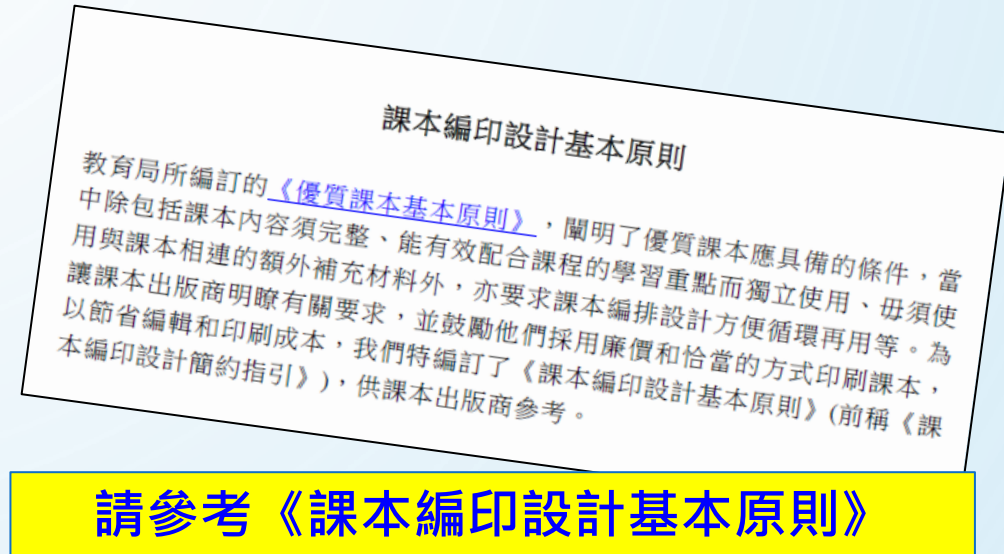 課本編印設計基本原則
教育局所編訂的《優質課本基本原則》，闡明了優質課本應具備的條件，當
中除包括課本內容須完整、能有效配合課程的學習重點而獨立使用、毋須使
用與課本相連的額外補充材料外，亦要求課本編排設計方便循環再用等。為
讓課本出版商明瞭有關要求，並鼓勵他們採用廉價和恰當的方式印刷課本，
以節省編輯和印刷成本，我們特編訂了《課本編印設計基本原則》(前稱《課
本編印設計簡約指引》)，供課本出版商參考。
請參考《課本編印設計基本原則》